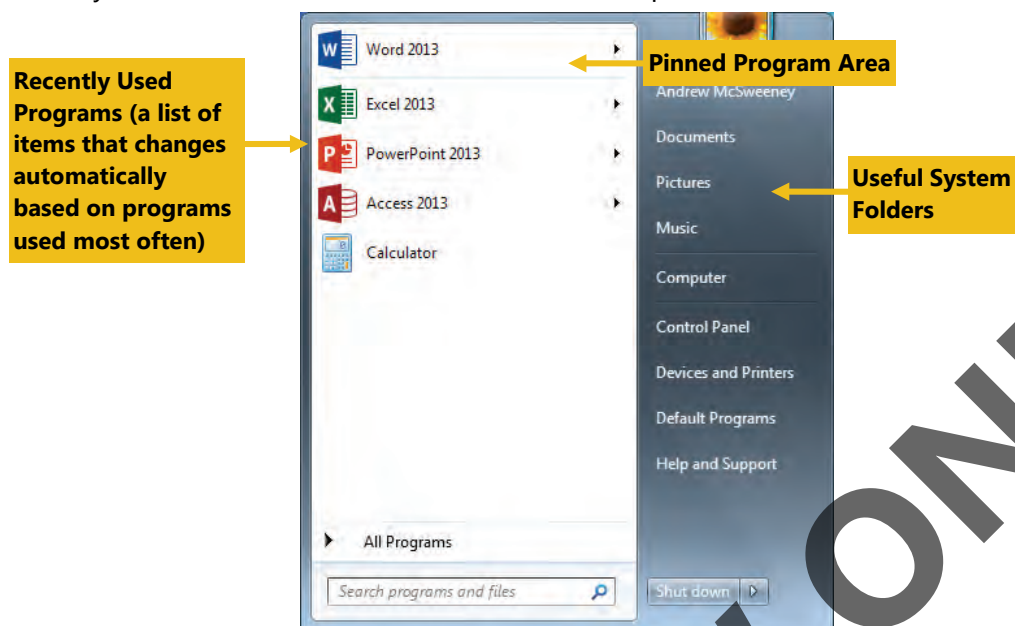 Word 2013
Pinned Program Area
Recently Used
Programs (a list of
items that changes
automatically
based on programs
used most often)
Andrew McSweeney
Excel 2013
Documents
PowerPoint 2013
Pictures
Useful System
Folders
Access 2013
Music
Calculator
Computer
Control Panel
Devices and Printers
Default Programs
Help and Support
All Programs
Search programs and files
Shut down